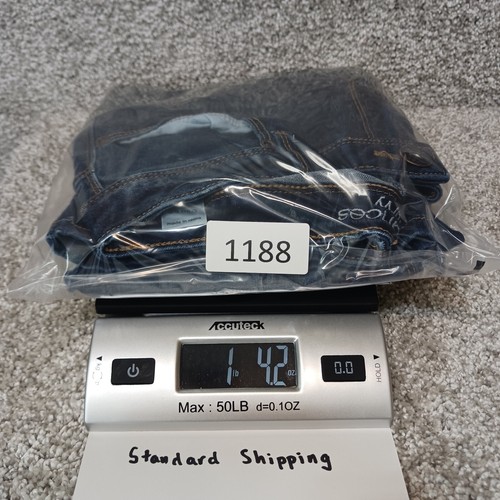 1188
Accuteck
1 lb 4.2 oz
0.0
HOLD
Max : 50LB d=0.1OZ
Standard Shipping